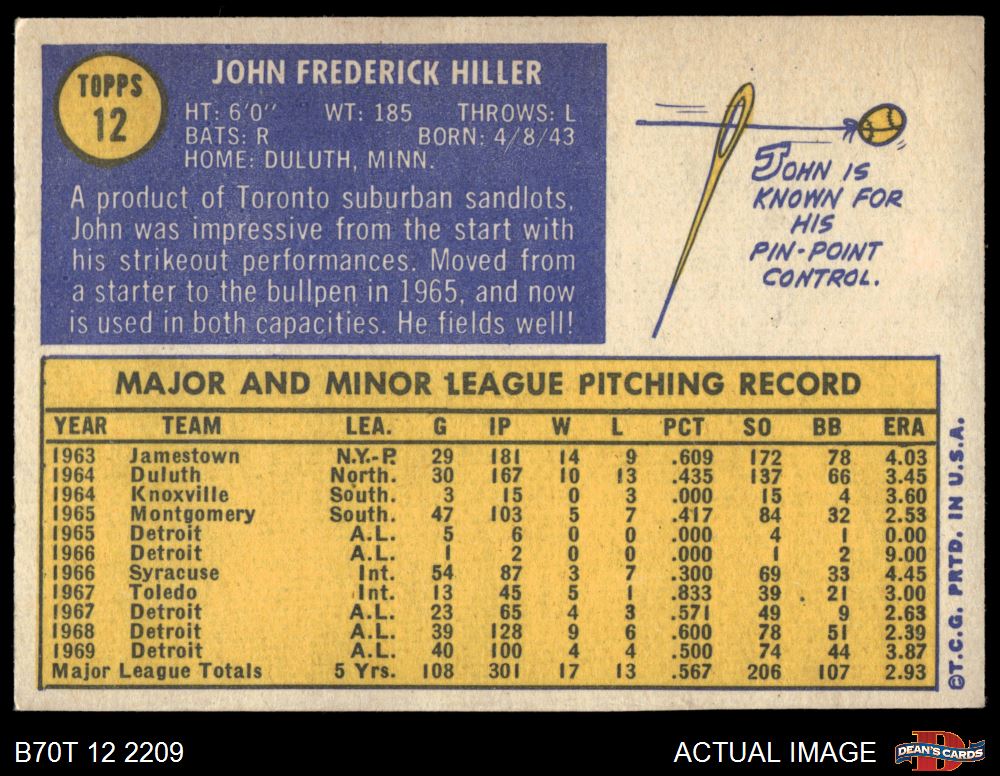 TOPPS
12
JOHN FREDERICK HILLER
HT: 6'0" WT: 185 THROWS: L
BATS: R BORN: 4/8/43
HOME: DULUTH, MINN.
A product of Toronto suburban sandlots,
John was impressive from the start with
his strikeout performances. Moved from
a starter to the bullpen in 1965, and now
is used in both capacities. He fields well!
JOHN IS
KNOWN FOR
HIS
PIN-POINT
CONTROL.
MAJOR AND MINOR LEAGUE PITCHING RECORD
YEAR TEAM LEA. G IP W L PCT SO BB ERA
1963 Jamestown N.Y.-P. 29 181 14 9 .609 172 78 4.03
1964 Duluth North. 30 167 10 13 .435 137 66 3.45
1964 Knoxville South. 3 15 0 3 .000 15 4 3.60
1965 Montgomery South. 47 103 5 7 .417 84 32 2.53
1965 Detroit A.L. 5 6 0 0 .000 4 1 0.00
1966 Detroit A.L. 1 2 0 0 .000 1 2 9.00
1966 Syracuse Int. 54 87 3 7 .300 69 33 4.45
1967 Toledo Int. 13 45 5 1 .833 39 21 3.00
1967 Detroit A.L. 23 65 4 3 .571 49 9 2.63
1968 Detroit A.L. 39 128 9 6 .600 78 51 2.39
1969 Detroit A.L. 40 100 4 4 .500 74 44 3.87
Major League Totals 5 Yrs. 108 301 17 13 .567 206 107 2.93
©T.C.G. PRTD. IN U.S.A.
B70T 12 2209
ACTUAL IMAGE
DEAN'S CARDS